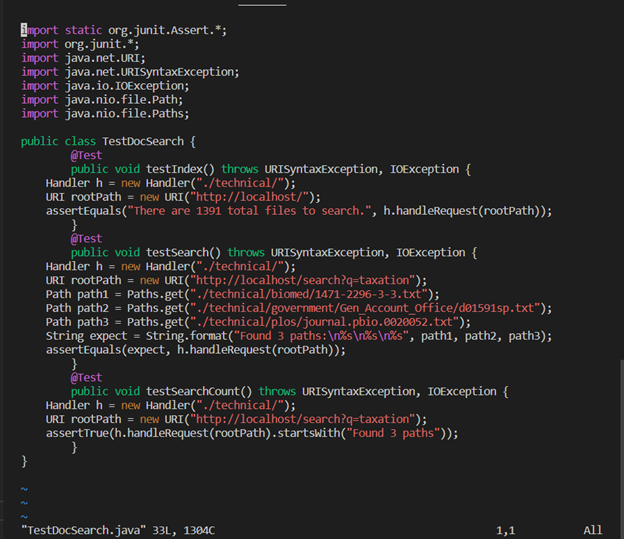 import static org.junit.Assert.*;
import org.junit.*;
import java.net.URI;
import java.net.URISyntaxException;
import java.io.IOException;
import java.nio.file.Path;
import java.nio.file.Paths;

public class TestDocSearch {
        @Test
        public void testIndex() throws URISyntaxException, IOException {
    Handler h = new Handler("./technical/");
    URI rootPath = new URI("http://localhost/");
    assertEquals("There are 1391 total files to search.", h.handleRequest(rootPath));
        }
        @Test
        public void testSearch() throws URISyntaxException, IOException {
    Handler h = new Handler("./technical/");
    URI rootPath = new URI("http://localhost/search?q=taxation");
    Path path1 = Paths.get("./technical/biomed/1471-2296-3-3.txt");
    Path path2 = Paths.get("./technical/government/Gen_Account_Office/d01591sp.txt");
    Path path3 = Paths.get("./technical/plos/journal.pbio.0020052.txt");
    String expect = String.format("Found 3 paths:\n%s\n%s\n%s", path1, path2, path3);
    assertEquals(expect, h.handleRequest(rootPath));
        }
        @Test
        public void testSearchCount() throws URISyntaxException, IOException {
    Handler h = new Handler("./technical/");
    URI rootPath = new URI("http://localhost/search?q=taxation");
    assertTrue(h.handleRequest(rootPath).startsWith("Found 3 paths"));
        }
}

~
~
~
"TestDocSearch.java" 33L, 1304C 1,1 All